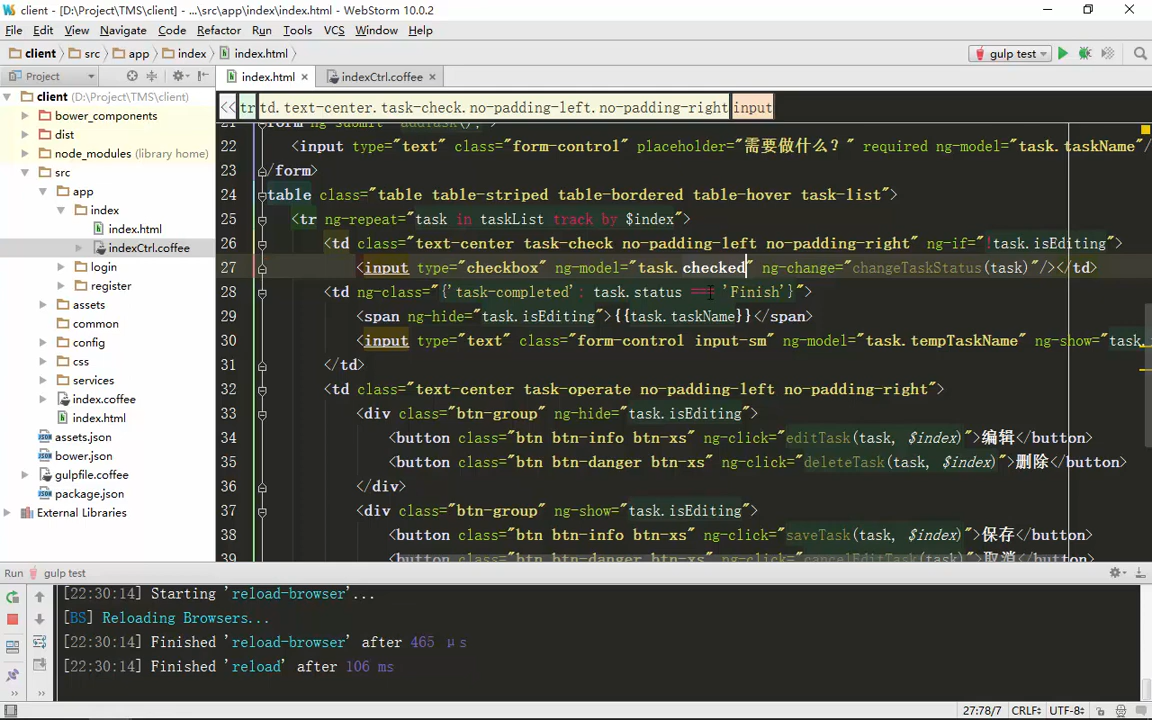 client - [D:\Project\TMS\client] - ...\src\app\index\index.html - WebStorm 10.0.2
File Edit View Navigate Code Refactor Run Tools VCS Window Help
client src app index index.html gulp test
Project index.html indexCtrl.coffee
client (D:\Project\TMS\client)
bower_components
dist
node_modules (library home)
src
app
index
index.html
indexCtrl.coffee
login
register
assets
common
config
css
services
index.coffee
index.html
assets.json
bower.json
gulpfile.coffee
package.json
External Libraries
<< tr td.text-center.task-check.no-padding-left.no-padding-right input
22 <input type="text" class="form-control" placeholder="需要做什么？" required ng-model="task.taskName"/
23 /form>
24 table class="table table-striped table-bordered table-hover task-list">
25 <tr ng-repeat="task in taskList track by $index">
26 <td class="text-center task-check no-padding-left no-padding-right" ng-if="!task.isEditing">
27 <input type="checkbox" ng-model="task.checked" ng-change="changeTaskStatus(task)"/></td>
28 <td ng-class="{'task-completed': task.status === 'Finish'}">
29 <span ng-hide="task.isEditing">{{task.taskName}}</span>
30 <input type="text" class="form-control input-sm" ng-model="task.tempTaskName" ng-show="task.
31 </td>
32 <td class="text-center task-operate no-padding-left no-padding-right">
33 <div class="btn-group" ng-hide="task.isEditing">
34 <button class="btn btn-info btn-xs" ng-click="editTask(task, $index)">编辑</button>
35 <button class="btn btn-danger btn-xs" ng-click="deleteTask(task, $index)">删除</button>
36 </div>
37 <div class="btn-group" ng-show="task.isEditing">
38 <button class="btn btn-info btn-xs" ng-click="saveTask(task, $index)">保存</button>
39 <button class="btn btn-danger btn-xs" ng-click="cancelEditTask(task)">取消</button>
Run gulp test
[22:30:14] Starting 'reload-browser'...
[BS] Reloading Browsers...
[22:30:14] Finished 'reload-browser' after 465 μs
[22:30:14] Finished 'reload' after 106 ms
27:78/7 CRLF÷ UTF-8÷